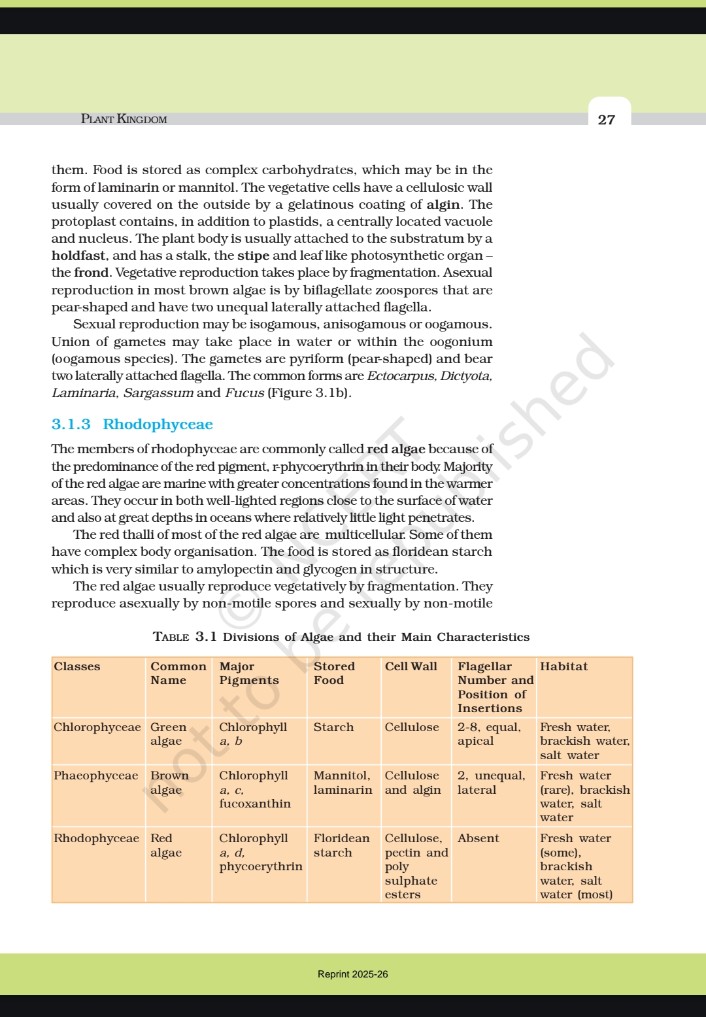 PLANT KINGDOM
27
them. Food is stored as complex carbohydrates, which may be in the
form of laminarin or mannitol. The vegetative cells have a cellulosic wall
usually covered on the outside by a gelatinous coating of algin. The
protoplast contains, in addition to plastids, a centrally located vacuole
and nucleus. The plant body is usually attached to the substratum by a
holdfast, and has a stalk, the stipe and leaf like photosynthetic organ –
the frond. Vegetative reproduction takes place by fragmentation. Asexual
reproduction in most brown algae is by biflagellate zoospores that are
pear-shaped and have two unequal laterally attached flagella.
Sexual reproduction may be isogamous, anisogamous or oogamous.
Union of gametes may take place in water or within the oogonium
(oogamous species). The gametes are pyriform (pear-shaped) and bear
two laterally attached flagella. The common forms are Ectocarpus, Dictyota,
Laminaria, Sargassum and Fucus (Figure 3.1b).
3.1.3 Rhodophyceae
The members of rhodophyceae are commonly called red algae because of
the predominance of the red pigment, r-phycoerythrin in their body. Majority
of the red algae are marine with greater concentrations found in the warmer
areas. They occur in both well-lighted regions close to the surface of water
and also at great depths in oceans where relatively little light penetrates.
The red thalli of most of the red algae are multicellular. Some of them
have complex body organisation. The food is stored as floridean starch
which is very similar to amylopectin and glycogen in structure.
The red algae usually reproduce vegetatively by fragmentation. They
reproduce asexually by non-motile spores and sexually by non-motile
TABLE 3.1 Divisions of Algae and their Main Characteristics
Classes Common Major Stored Cell Wall Flagellar Habitat
Name Pigments Food Number and
Position of
Insertions
Chlorophyceae Green Chlorophyll Starch Cellulose 2-8, equal, Fresh water,
algae a, b apical brackish water,
salt water
Phaeophyceae Brown Chlorophyll Mannitol, Cellulose 2, unequal, Fresh water
algae a, c, laminarin and algin lateral (rare), brackish
fucoxanthin water, salt
water
Rhodophyceae Red Chlorophyll Floridean Cellulose, Absent Fresh water
algae a, d, starch pectin and (some),
phycoerythrin poly brackish
sulphate water, salt
esters water (most)
© NCERT
not to be republished
Reprint 2025-26